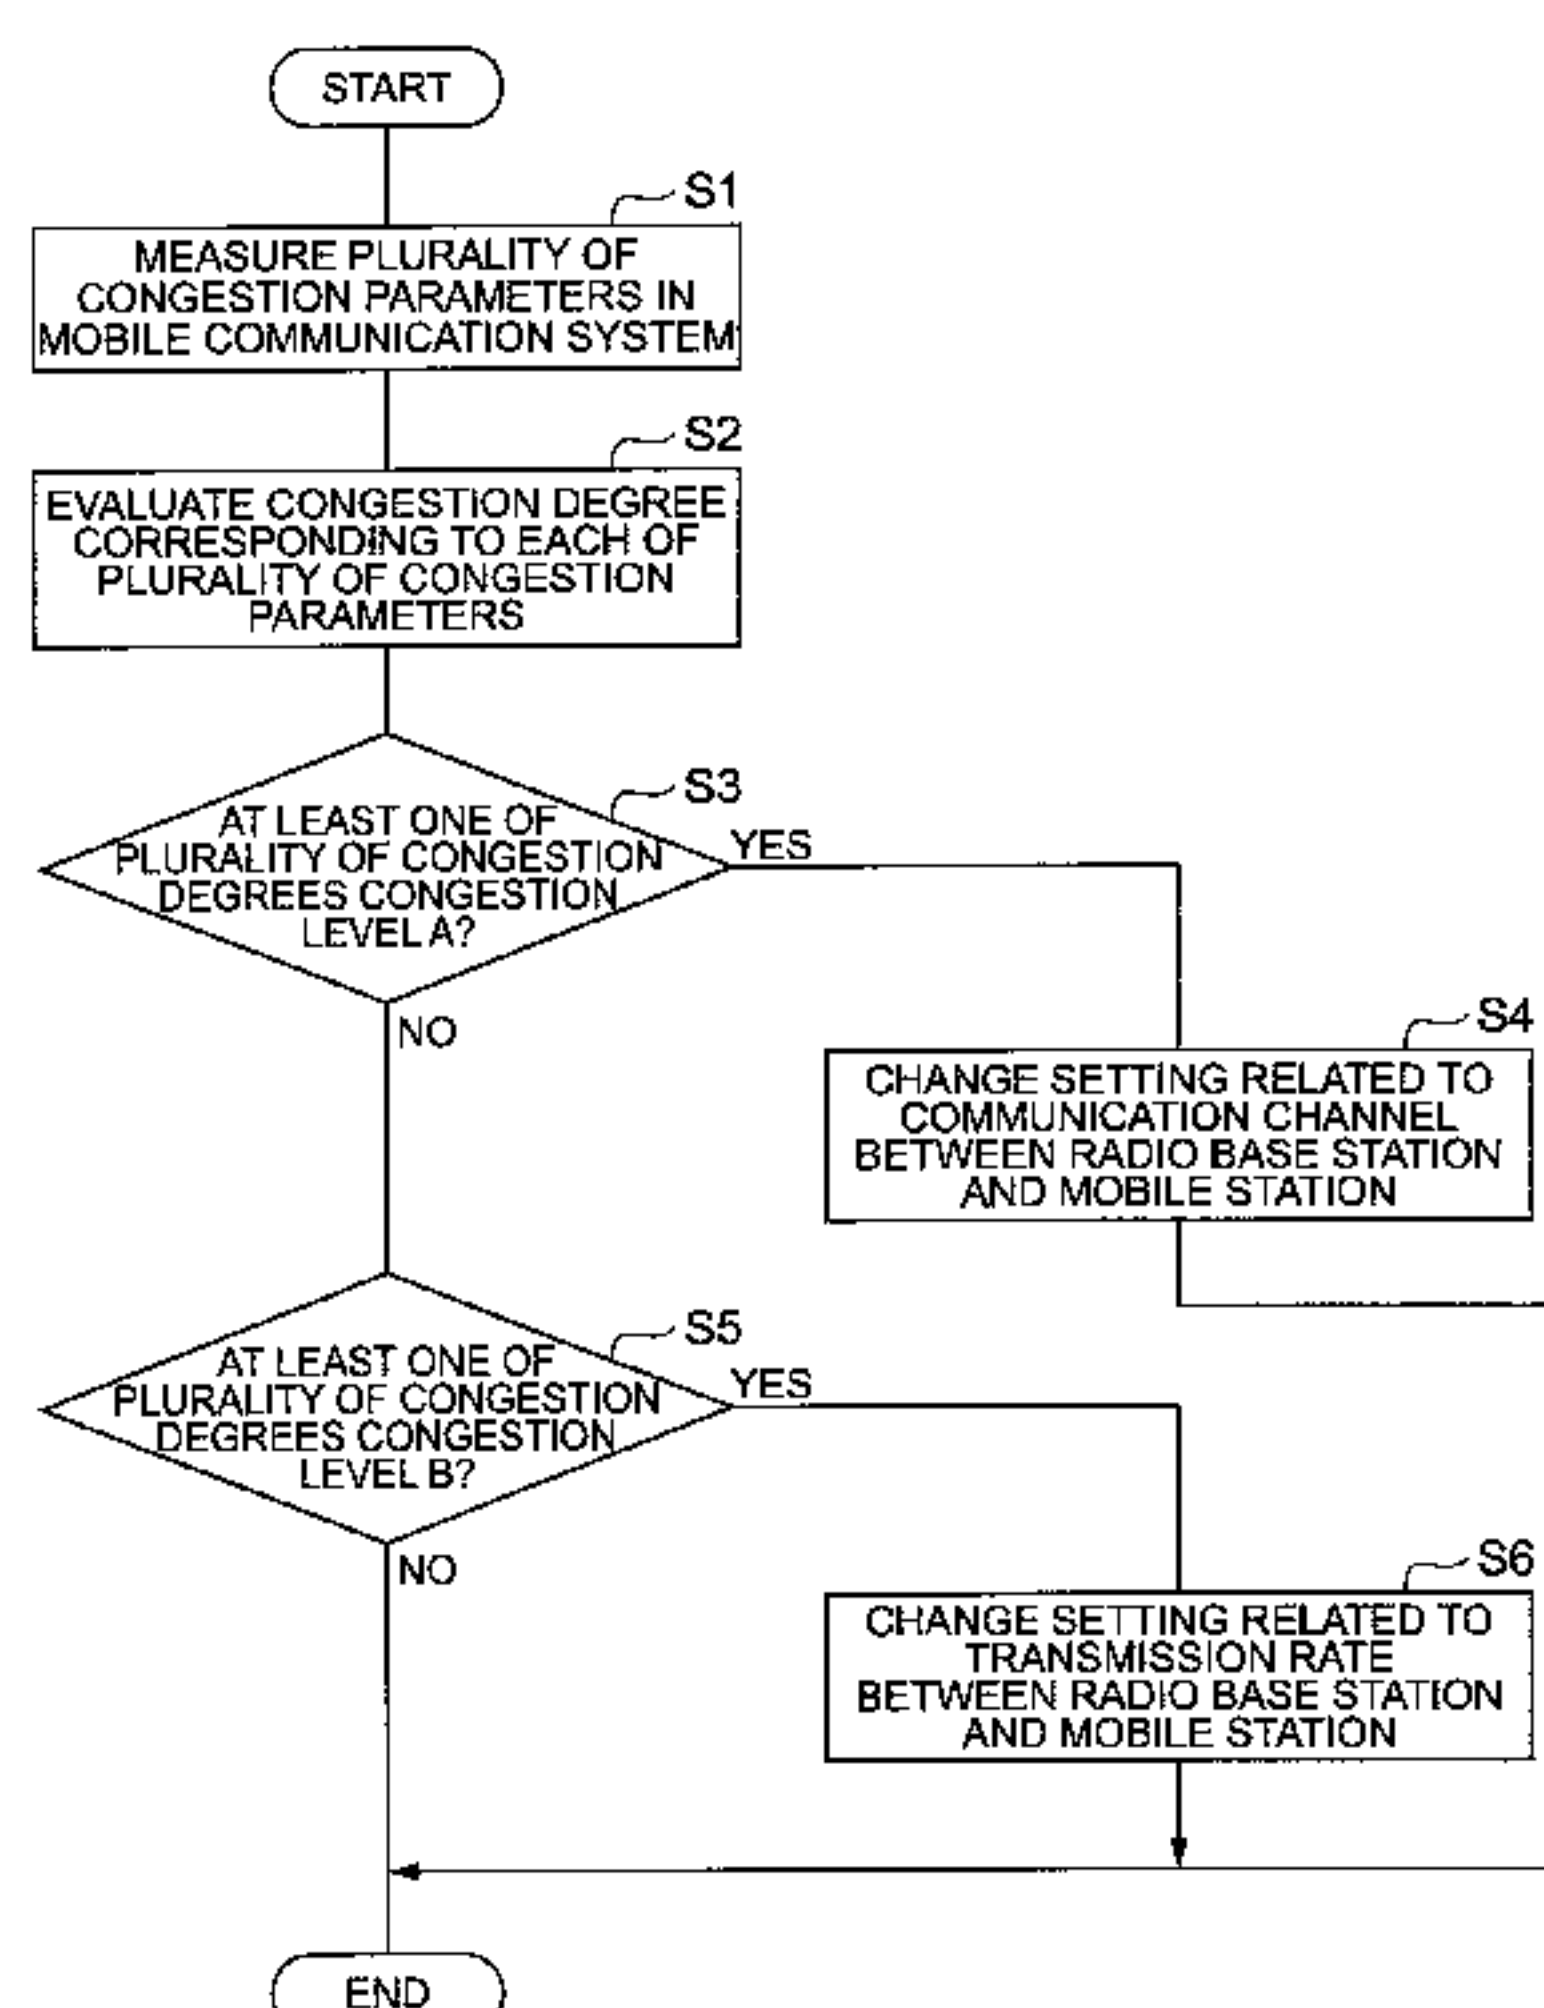 START
S1
MEASURE PLURALITY OF
CONGESTION PARAMETERS IN
MOBILE COMMUNICATION SYSTEM
S2
EVALUATE CONGESTION DEGREE
CORRESPONDING TO EACH OF
PLURALITY OF CONGESTION
PARAMETERS
S3
AT LEAST ONE OF
PLURALITY OF CONGESTION
DEGREES CONGESTION
LEVEL A?
YES
NO
S4
CHANGE SETTING RELATED TO
COMMUNICATION CHANNEL
BETWEEN RADIO BASE STATION
AND MOBILE STATION
S5
AT LEAST ONE OF
PLURALITY OF CONGESTION
DEGREES CONGESTION
LEVEL B?
YES
NO
S6
CHANGE SETTING RELATED TO
TRANSMISSION RATE
BETWEEN RADIO BASE STATION
AND MOBILE STATION
END